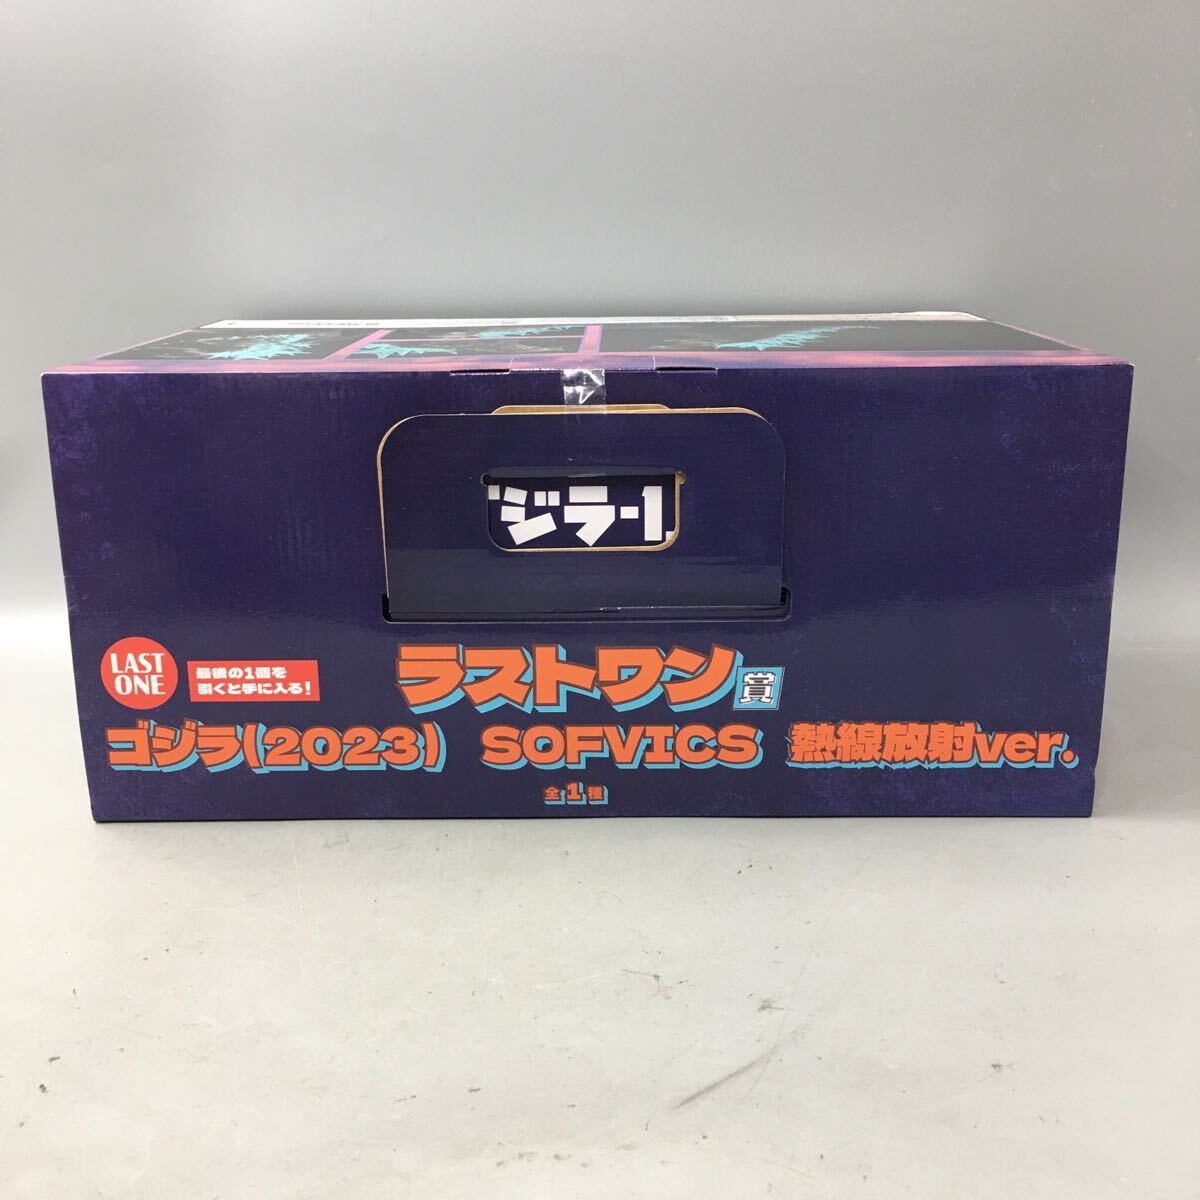 ジラ-1.
LAST
ONE
最後の1個を
引くと手に入る!
ラストワン賞
ゴジラ(2023) SOFVICS 熱線放射ver.
全1種